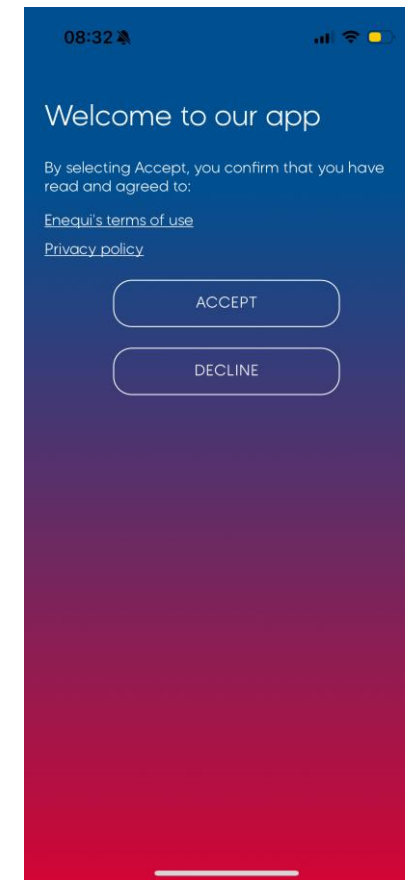 08:32
Welcome to our app
By selecting Accept, you confirm that you have
read and agreed to:
Enequi's terms of use
Privacy policy
ACCEPT
DECLINE